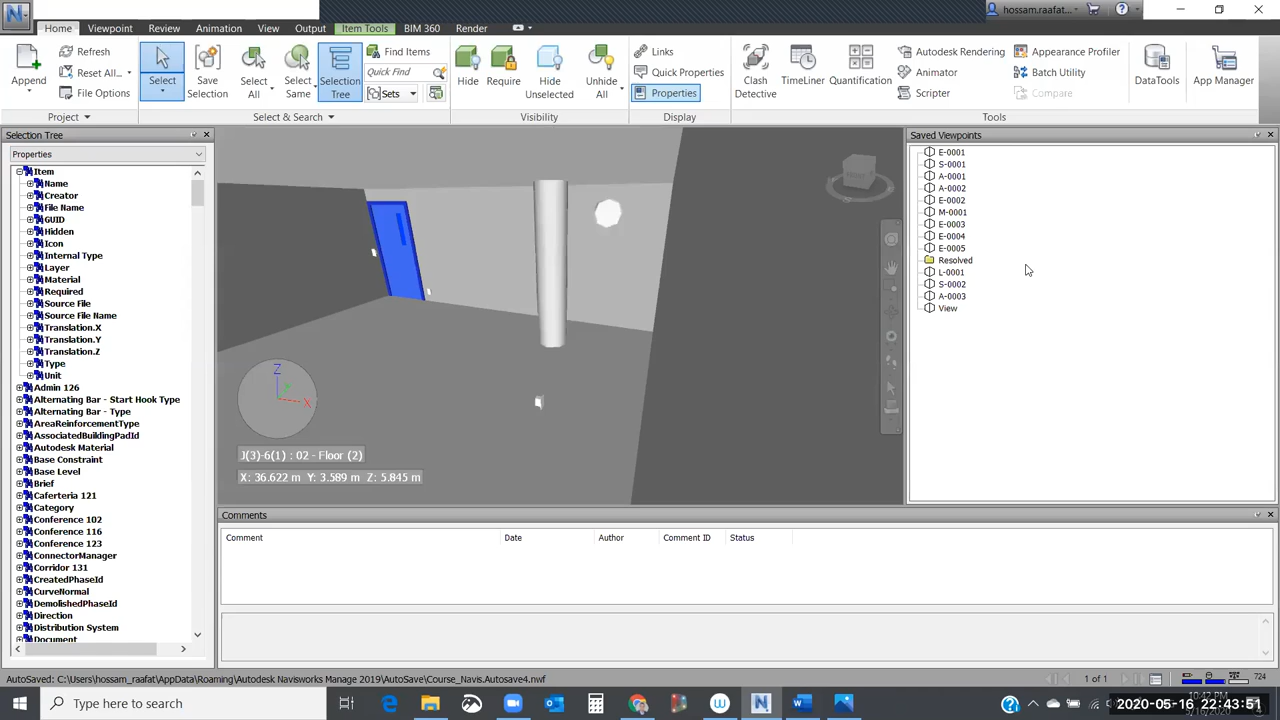 hossam.raafat...
Home Viewpoint Review Animation View Output Item Tools BIM 360 Render
Append
Refresh
Reset All...
File Options
Project
Select
Save Selection
Select All
Select Same
Selection Tree
Find Items
Quick Find
Sets
Select & Search
Hide
Require
Hide Unselected
Unhide All
Visibility
Links
Quick Properties
Properties
Display
Clash Detective
TimeLiner
Quantification
Autodesk Rendering
Animator
Scripter
Appearance Profiler
Batch Utility
Compare
DataTools
App Manager
Tools
Selection Tree
Properties
Item
Name
Creator
File Name
GUID
Hidden
Icon
Internal Type
Layer
Material
Required
Source File
Source File Name
Translation.X
Translation.Y
Translation.Z
Type
Unit
Admin 126
Alternating Bar - Start Hook Type
Alternating Bar - Type
AreaReinforcementType
AssociatedBuildingPadId
Autodesk Material
Base Constraint
Base Level
Brief
Caferteria 121
Category
Conference 102
Conference 116
Conference 123
ConnectorManager
Corridor 131
CreatedPhaseId
CurveNormal
DemolishedPhaseId
Direction
Distribution System
Document
Z
X
J(3)-6(1) : 02 - Floor (2)
X: 36.622 m Y: 3.589 m Z: 5.845 m
Saved Viewpoints
E-0001
S-0001
A-0001
A-0002
E-0002
M-0001
E-0003
E-0004
E-0005
Resolved
L-0001
S-0002
A-0003
View
Comments
Comment Date Author Comment ID Status
AutoSaved: C:\Users\hossam_raafat\AppData\Roaming\Autodesk Navisworks Manage 2019\AutoSave\Course_Navis.Autosave4.nwf
1 of 1
724
Type here to search
10:42 PM
2020-05-16 22:43:51